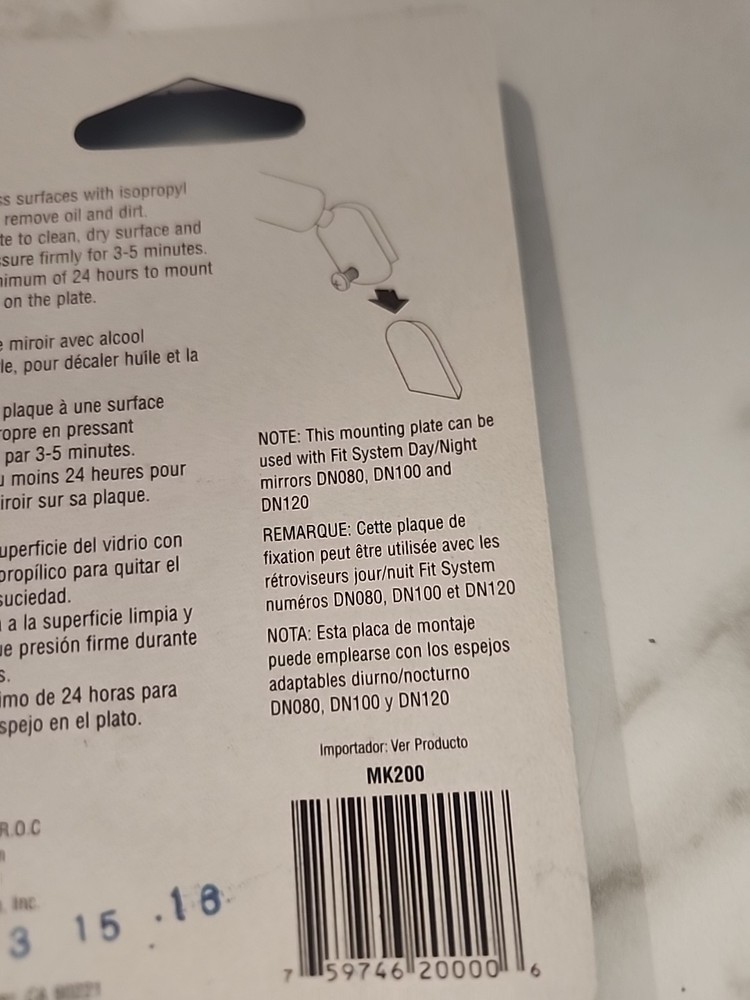 ss surfaces with isopropyl
remove oil and dirt.
te to clean, dry surface and
ssure firmly for 3-5 minutes.
nimum of 24 hours to mount
on the plate.
e miroir avec alcool
le, pour décaler huile et la
plaque à une surface
opre en pressant
par 3-5 minutes.
u moins 24 heures pour
iroir sur sa plaque.
uperficie del vidrio con
propílico para quitar el
suciedad.
a la superficie limpia y
ue presión firme durante
s.
imo de 24 horas para
spejo en el plato.
R.O.C
Inc.
3 15 .16
NOTE: This mounting plate can be
used with Fit System Day/Night
mirrors DN080, DN100 and
DN120
REMARQUE: Cette plaque de
fixation peut être utilisée avec les
rétroviseurs jour/nuit Fit System
numéros DN080, DN100 et DN120
NOTA: Esta placa de montaje
puede emplearse con los espejos
adaptables diurno/nocturno
DN080, DN100 y DN120
Importador: Ver Producto
MK200
7 59746 20000 6